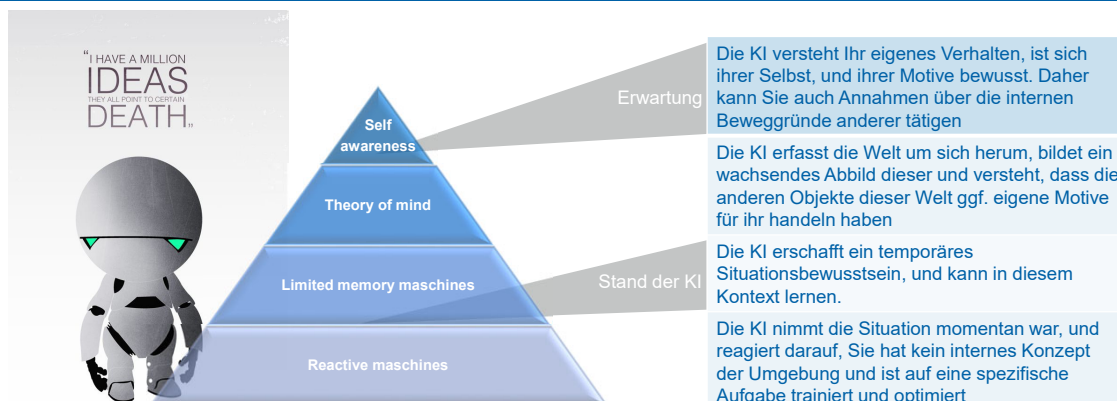 “I HAVE A MILLION
IDEAS
THEY ALL POINT TO CERTAIN
DEATH„
Self
awareness
Theory of mind
Limited memory maschines
Reactive maschines
Erwartung
Stand der KI
Die KI versteht Ihr eigenes Verhalten, ist sich
ihrer Selbst, und ihrer Motive bewusst. Daher
kann Sie auch Annahmen über die internen
Beweggründe anderer tätigen
Die KI erfasst die Welt um sich herum, bildet ein
wachsendes Abbild dieser und versteht, dass die
anderen Objekte dieser Welt ggf. eigene Motive
für ihr handeln haben
Die KI erschafft ein temporäres
Situationsbewusstsein, und kann in diesem
Kontext lernen.
Die KI nimmt die Situation momentan war, und
reagiert darauf, Sie hat kein internes Konzept
der Umgebung und ist auf eine spezifische
Aufgabe trainiert und optimiert